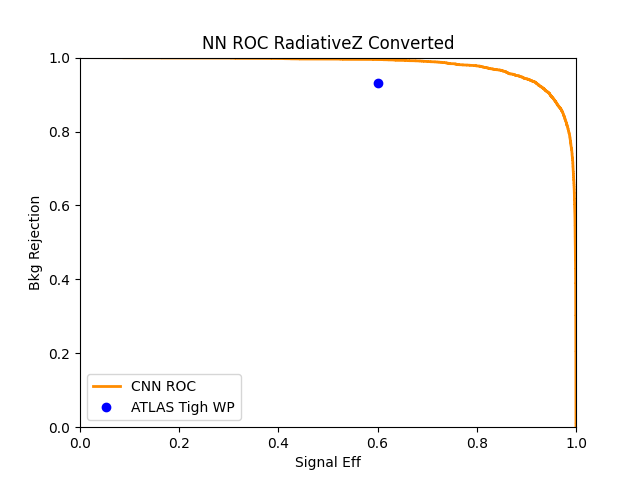 NN ROC RadiativeZ Converted
1.0
0.8
0.6
0.4
0.2
0.0
Bkg Rejection
CNN ROC
ATLAS Tigh WP
0.0 0.2 0.4 0.6 0.8 1.0
Signal Eff